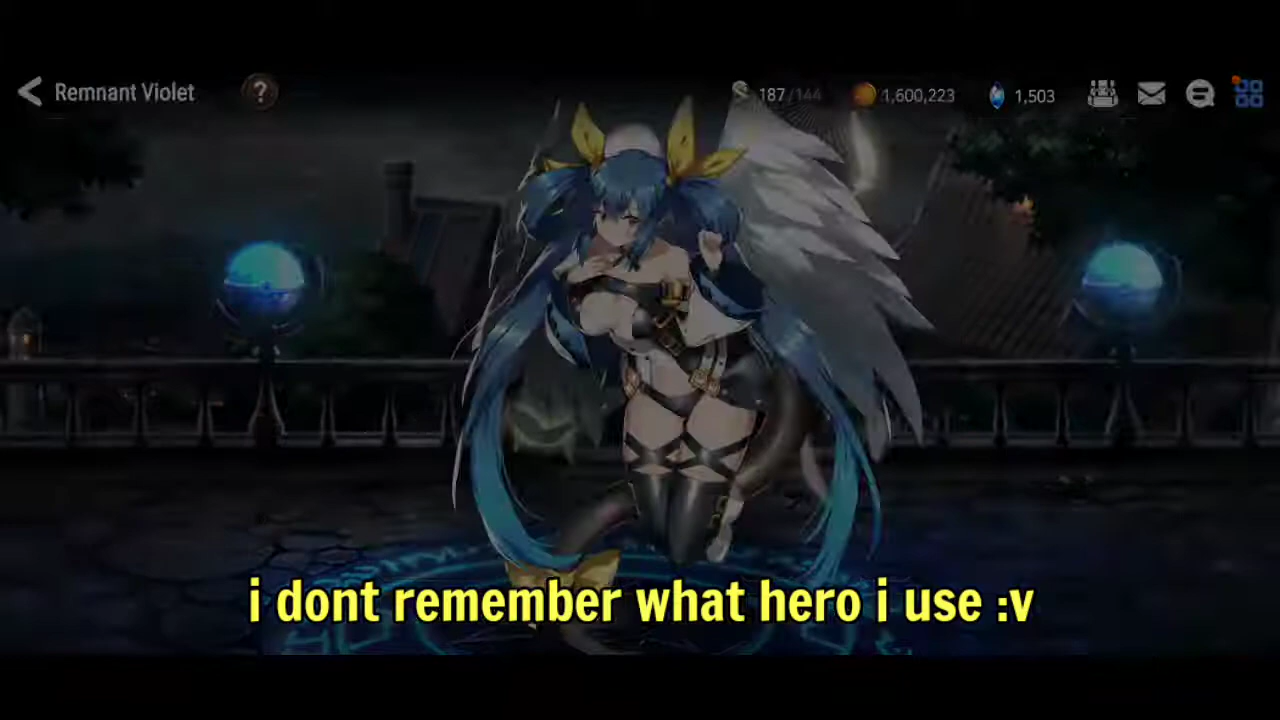 Remnant Violet
?
187/144
1,600,223
1,503
i dont remember what hero i use :v